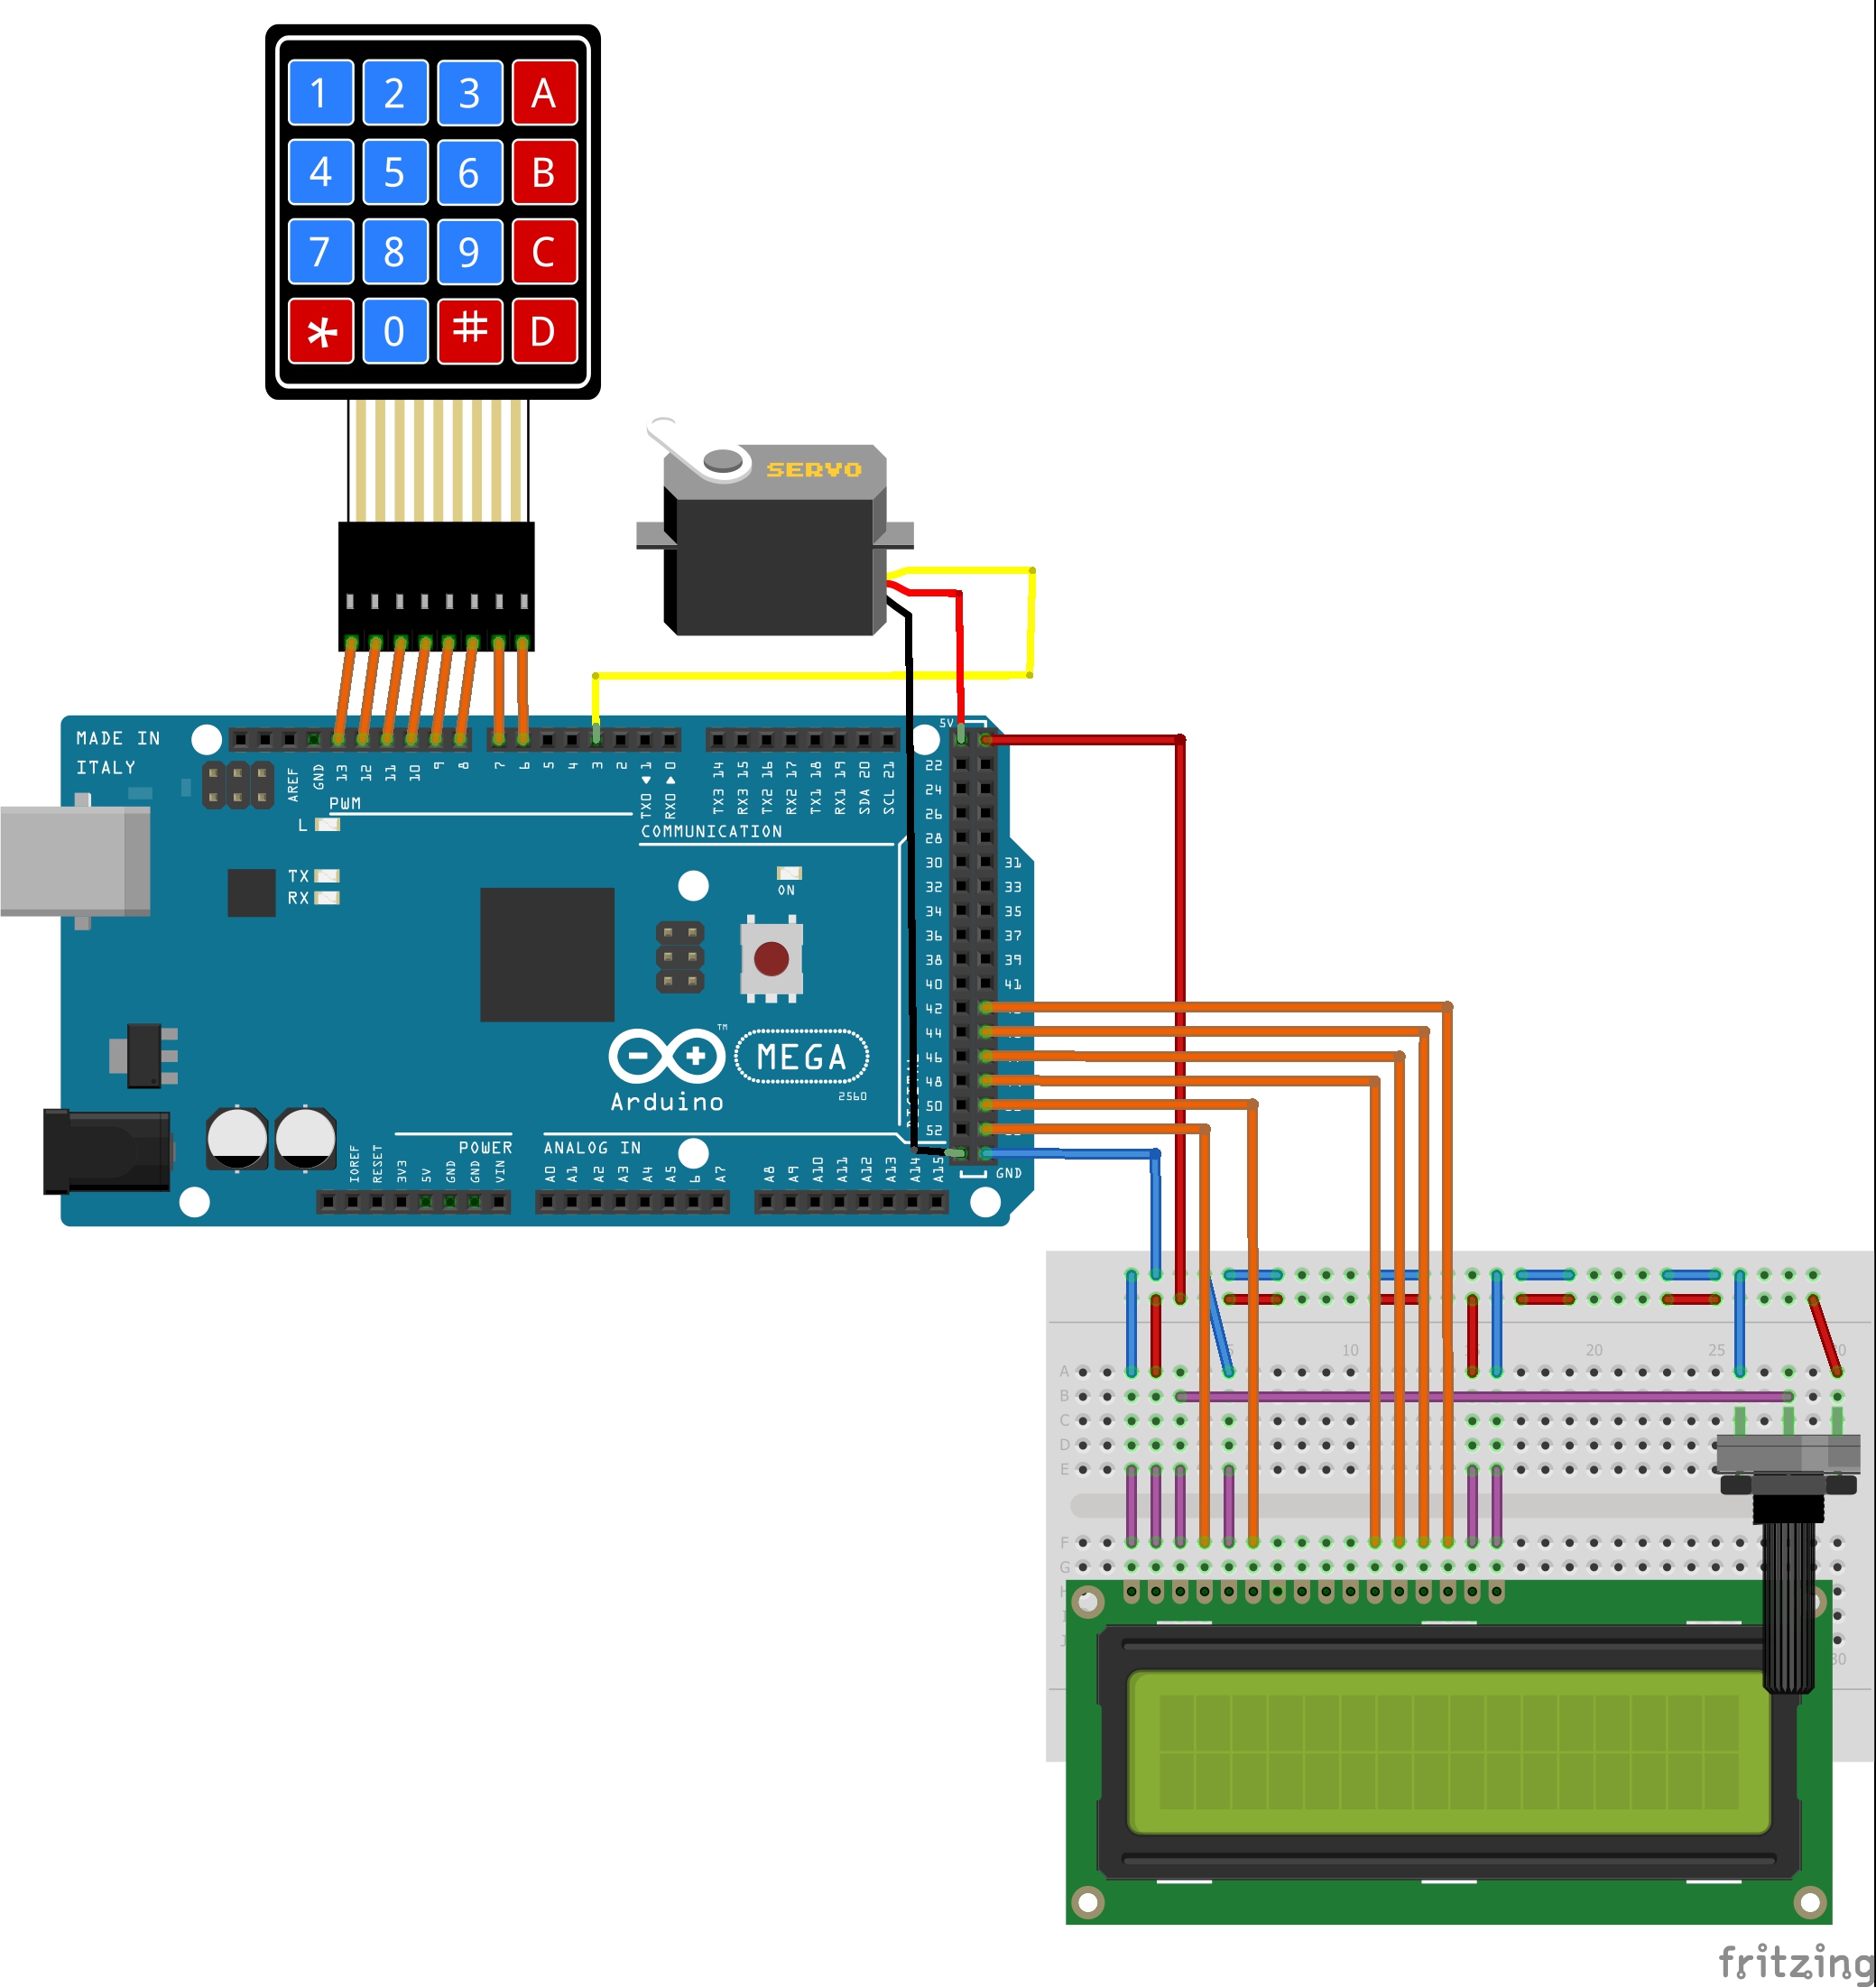 1 2 3 A
4 5 6 B
7 8 9 C
* 0 # D
SERVO
MADE IN
ITALY
AREF
GND
13
12
11
10
9
8
7
6
5
4
3
2
TX0 1
RX0 0
TX3 14
RX3 15
TX2 16
RX2 17
TX1 18
RX1 19
SDA 20
SCL 21
5V
22
24
26
28
30 31
32 33
34 35
36 37
38 39
40 41
42
44
46
48
50
52
GND
PWM
L
COMMUNICATION
TX
RX
ON
TM
MEGA
2560
Arduino
POWER
ANALOG IN
IOREF
RESET
3V3
5V
GND
GND
VIN
A0
A1
A2
A3
A4
A5
A7
A8
A9
A10
A11
A12
A13
A14
A15
10 20 25
A
B
C
D
E
F
G
fritzing